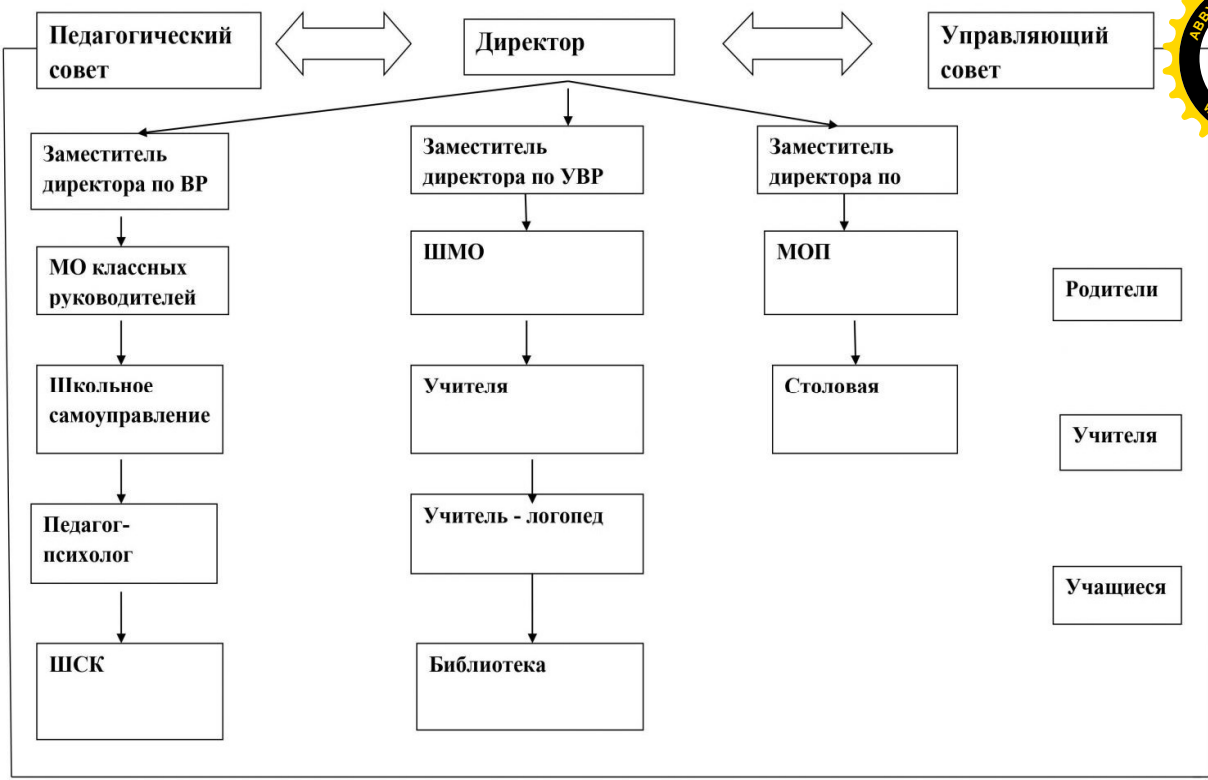 Педагогический
совет
Директор
Управляющий
совет
Заместитель
директора по ВР
Заместитель
директора по УВР
Заместитель
директора по
МО классных
руководителей
ШМО
МОП
Родители
Школьное
самоуправление
Учителя
Столовая
Учителя
Педагог-
психолог
Учитель - логопед
Учащиеся
ШСК
Библиотека